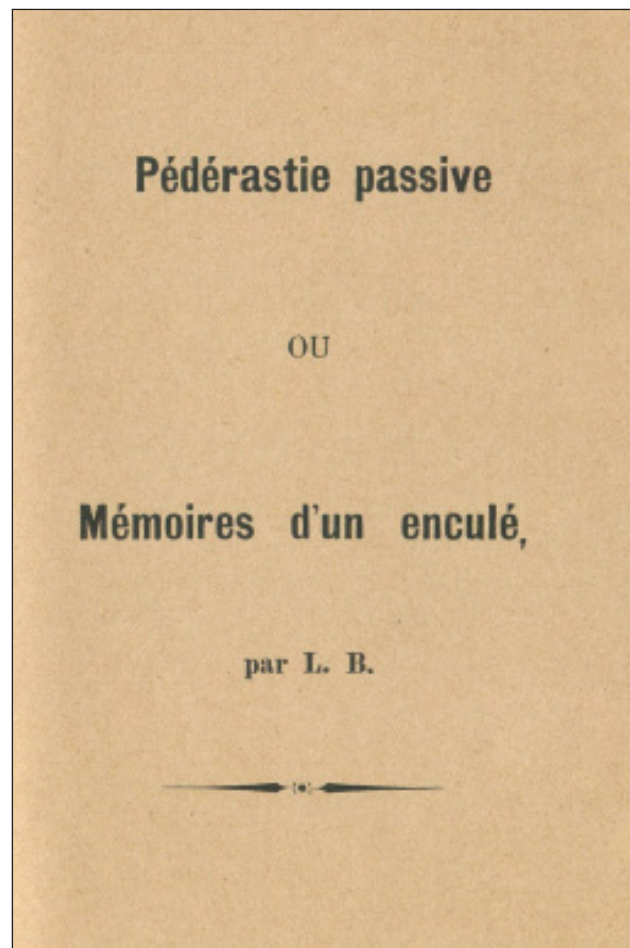 Pédérastie passive
OU
Mémoires d'un enculé,
par L. B.